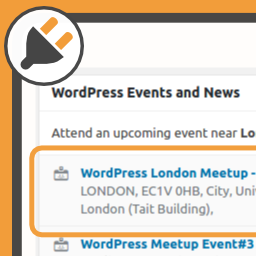 WordPress Events and News
Attend an upcoming event near Lo
WordPress London Meetup -
LONDON, EC1V 0HB, City, Uni
London (Tait Building),
WordPress Meetup Event#3